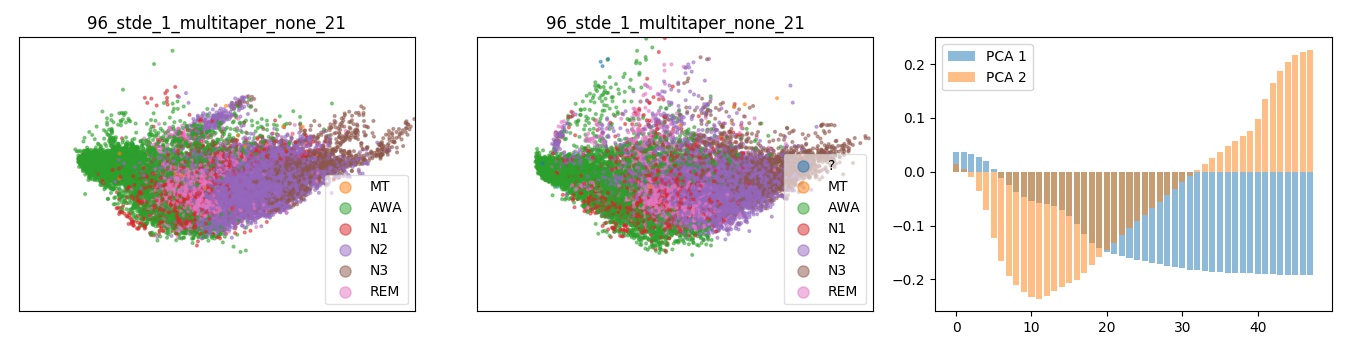 96_stde_1_multitaper_none_21
MT
AWA
N1
N2
N3
REM
96_stde_1_multitaper_none_21
?
MT
AWA
N1
N2
N3
REM
PCA 1
PCA 2
0.2
0.1
0.0
−0.1
−0.2
0 10 20 30 40